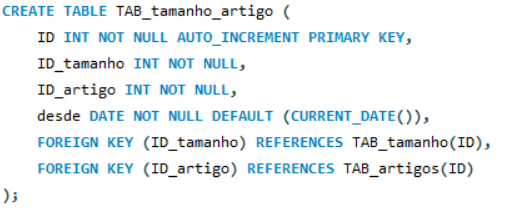 CREATE TABLE TAB_tamanho_artigo (
ID INT NOT NULL AUTO_INCREMENT PRIMARY KEY,
ID_tamanho INT NOT NULL,
ID_artigo INT NOT NULL,
desde DATE NOT NULL DEFAULT (CURRENT_DATE()),
FOREIGN KEY (ID_tamanho) REFERENCES TAB_tamanho(ID),
FOREIGN KEY (ID_artigo) REFERENCES TAB_artigos(ID)
);